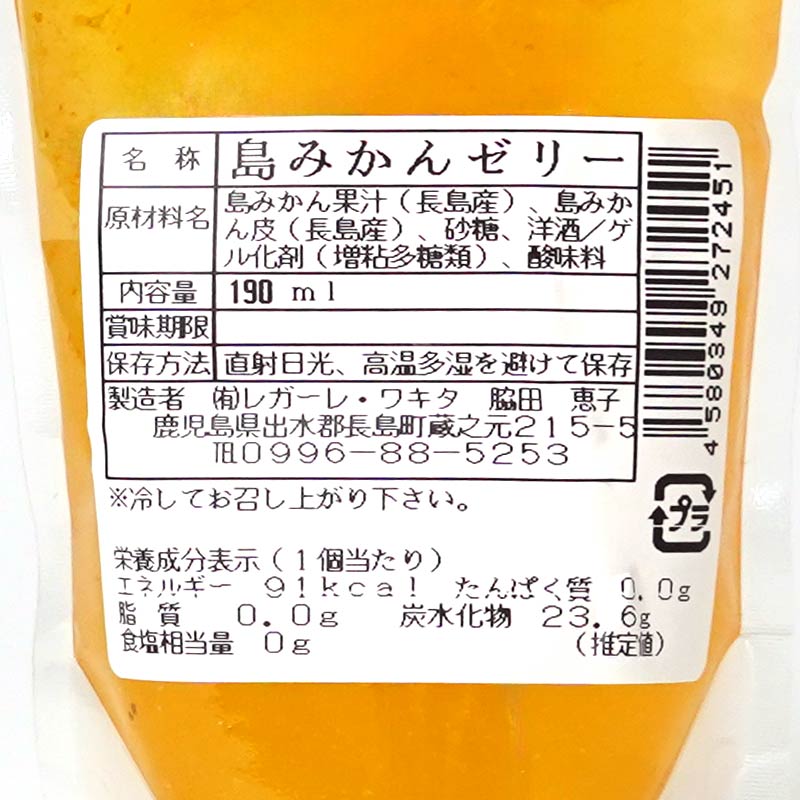 名称 島みかんゼリー
原材料名 島みかん果汁(長島産)、島みか
ん皮(長島産)、砂糖、洋酒/ゲ
ル化剤(増粘多糖類)、酸味料
内容量 190 ml
賞味期限
保存方法 直射日光、高温多湿を避けて保存
製造者 ㈲レガーレ・ワキタ 脇田 恵子
鹿児島県出水郡長島町蔵之元215-5
℡0996-88-5253
※冷してお召し上がり下さい。
栄養成分表示(1個当たり)
エネルギー 91kcal たんぱく質 0.0g
脂質 0.0g 炭水化物 23.6g
食塩相当量 0g (推定値)
4580349272451
プラ